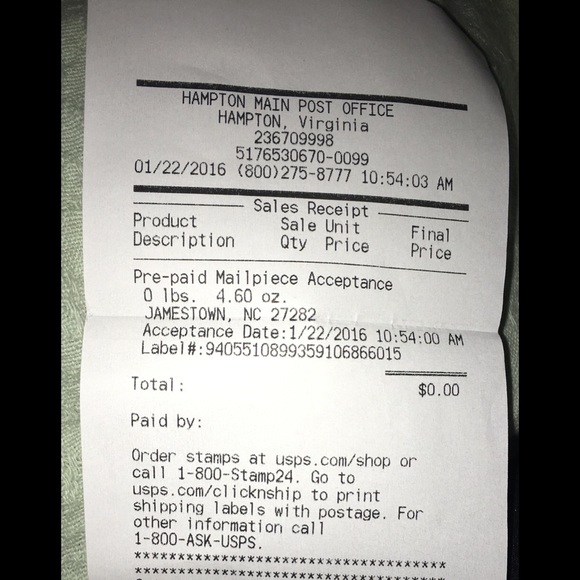 HAMPTON MAIN POST OFFICE
HAMPTON, Virginia
236709998
5176530670-0099
01/22/2016 (800)275-8777 10:54:03 AM
Sales Receipt
Product Sale Unit Final
Description Qty Price Price
Pre-paid Mailpiece Acceptance
0 lbs. 4.60 oz.
JAMESTOWN, NC 27282
Acceptance Date:1/22/2016 10:54:00 AM
Label#:9405510899359106866015
Total: $0.00
Paid by:
Order stamps at usps.com/shop or
call 1-800-Stamp24. Go to
usps.com/clicknship to print
shipping labels with postage. For
other information call
1-800-ASK-USPS.